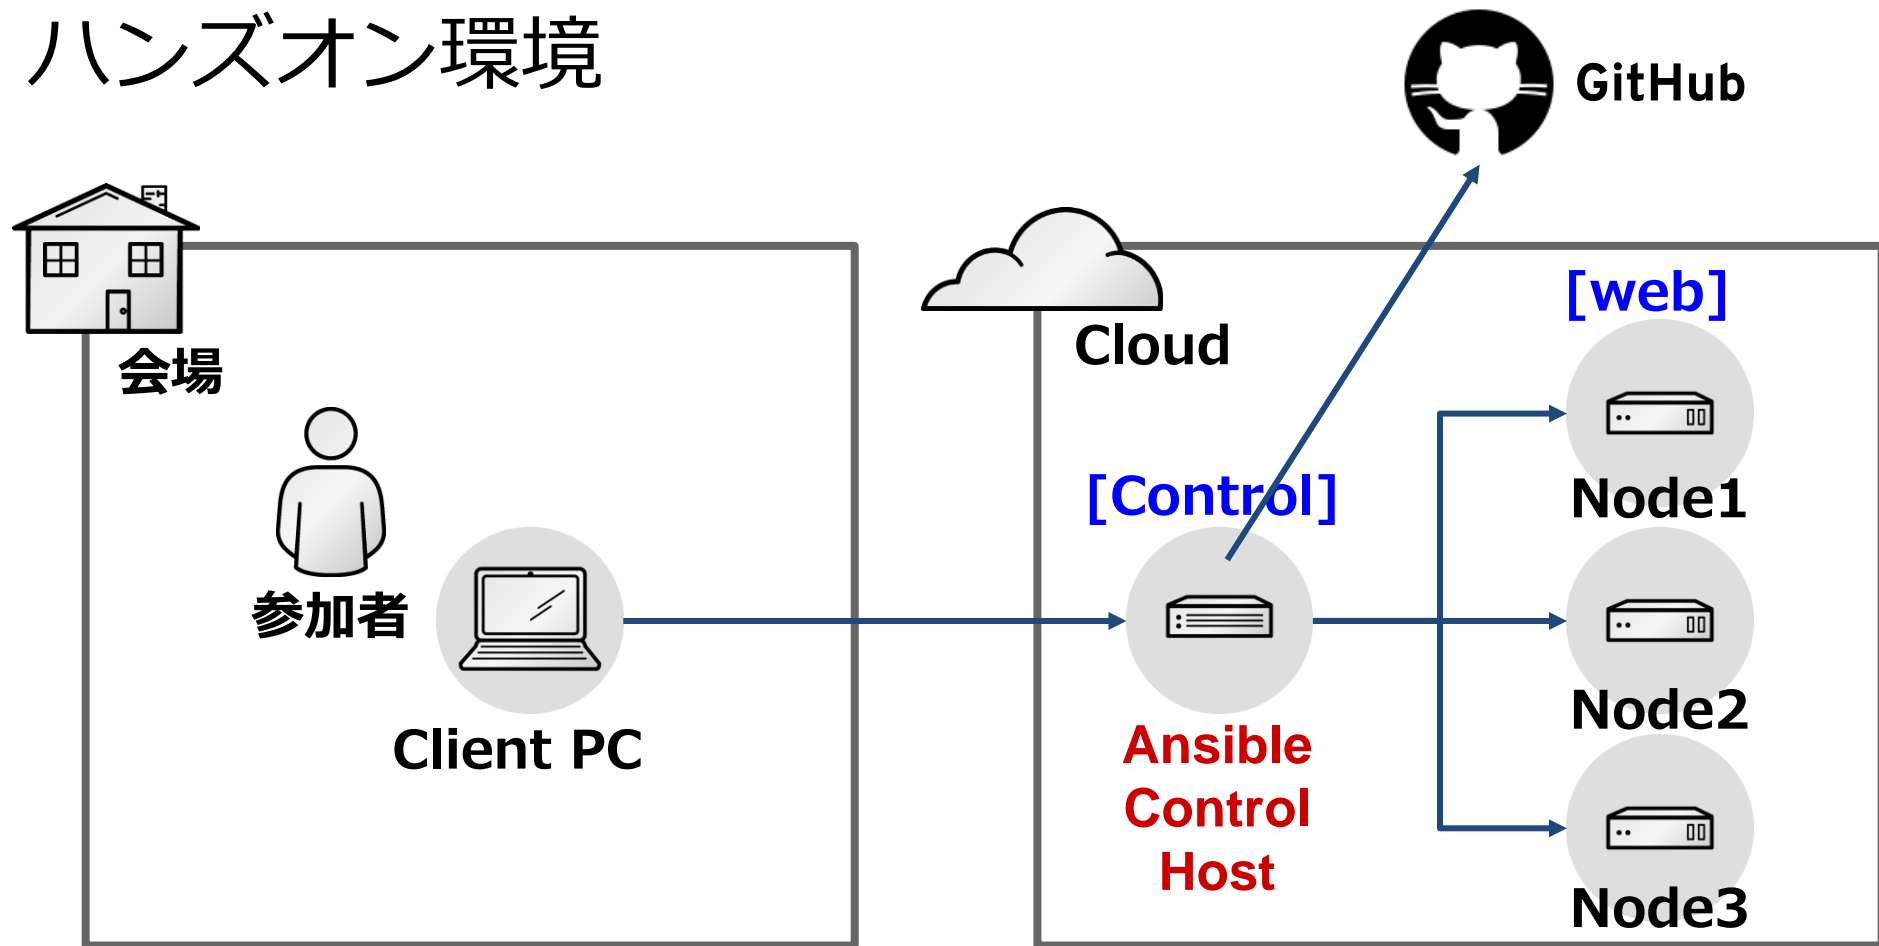 ハンズオン環境
GitHub
会場
参加者
Client PC
Cloud
[Control]
Ansible
Control
Host
[web]
Node1
Node2
Node3